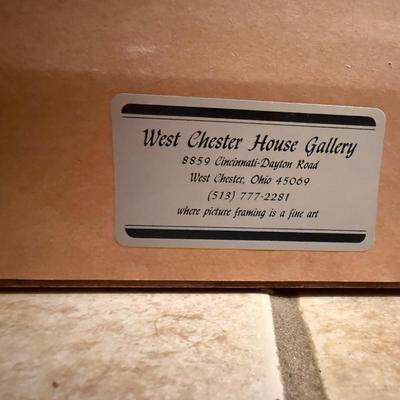 West Chester House Gallery
8859 Cincinnati-Dayton Road
West Chester, Ohio 45069
(513) 777-2281
where picture framing is a fine art